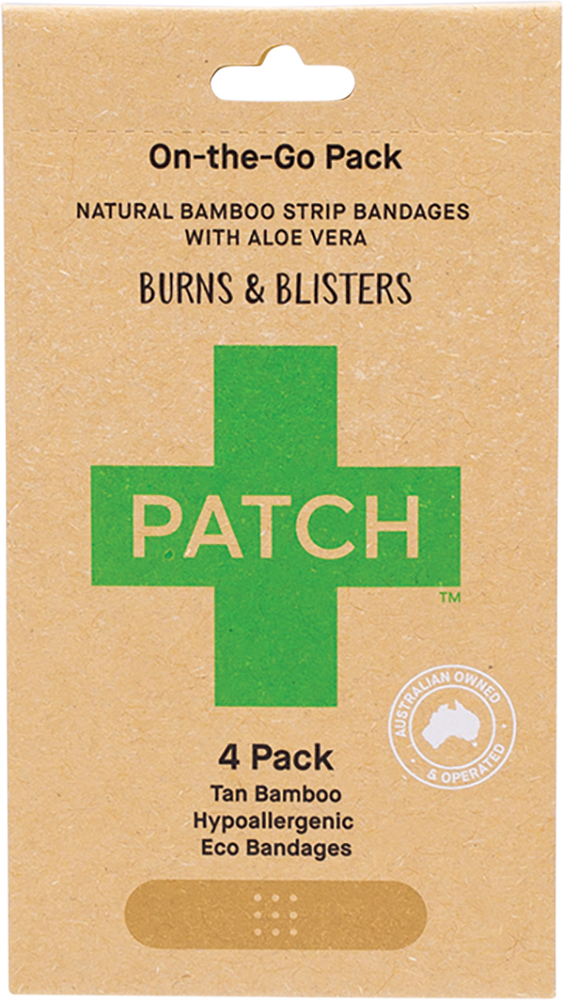 On-the-Go Pack
NATURAL BAMBOO STRIP BANDAGES
WITH ALOE VERA
BURNS & BLISTERS
PATCH
TM
AUSTRALIAN OWNED
& OPERATED
4 Pack
Tan Bamboo
Hypoallergenic
Eco Bandages